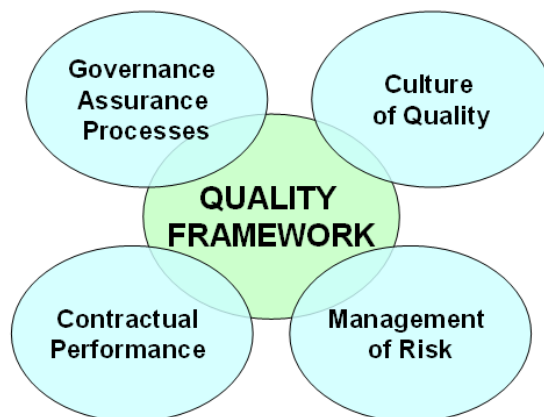 Governance
Assurance
Processes
Culture
of Quality
QUALITY
FRAMEWORK
Contractual
Performance
Management
of Risk